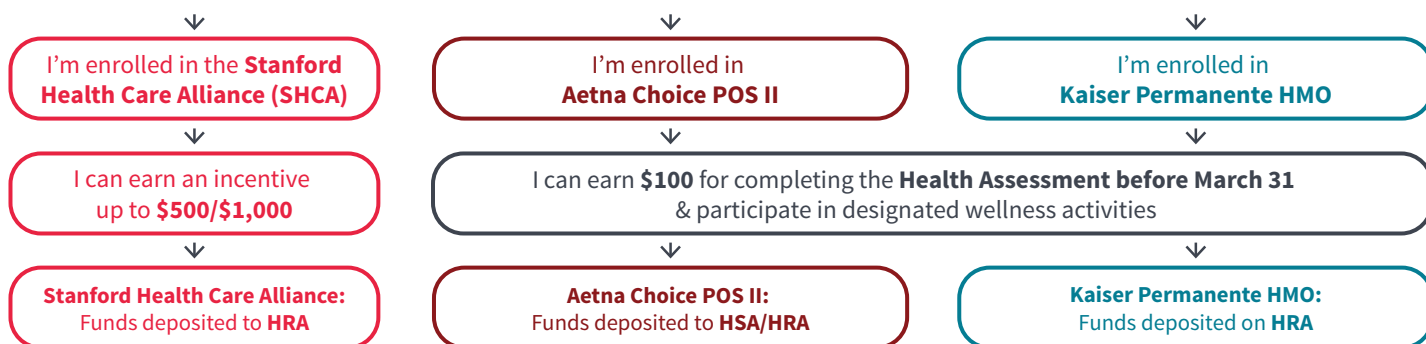 I’m enrolled in the Stanford
Health Care Alliance (SHCA)
I’m enrolled in
Aetna Choice POS II
I’m enrolled in
Kaiser Permanente HMO
I can earn an incentive
up to $500/$1,000
I can earn $100 for completing the Health Assessment before March 31
& participate in designated wellness activities
Stanford Health Care Alliance:
Funds deposited to HRA
Aetna Choice POS II:
Funds deposited to HSA/HRA
Kaiser Permanente HMO:
Funds deposited on HRA